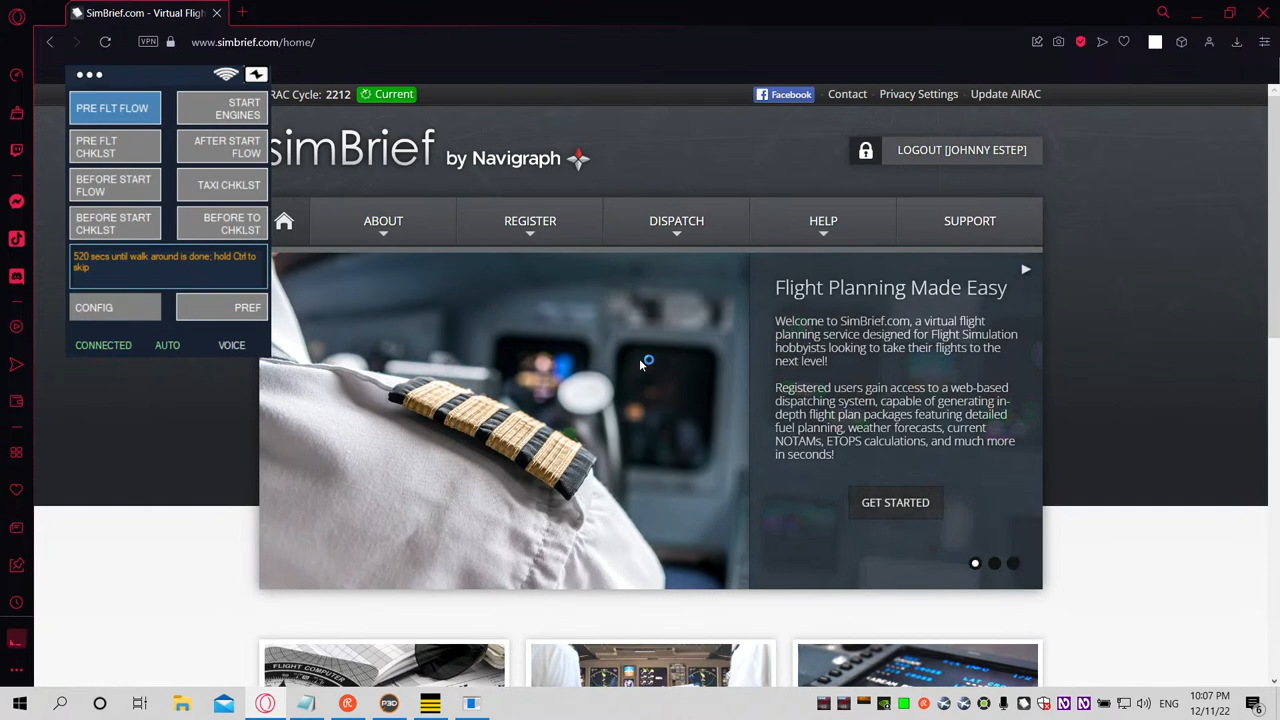 SimBrief.com - Virtual Fligh
VPN
www.simbrief.com/home/
RAC Cycle: 2212 Current
Facebook Contact Privacy Settings Update AIRAC
simBrief by Navigraph
LOGOUT [JOHNNY ESTEP]
ABOUT REGISTER DISPATCH HELP SUPPORT
PRE FLT FLOW
START
ENGINES
PRE FLT
CHKLST
AFTER START
FLOW
BEFORE START
FLOW
TAXI CHKLST
BEFORE START
CHKLST
BEFORE TO
CHKLST
520 secs until walk around is done; hold Ctrl to
skip
CONFIG PREF
CONNECTED AUTO VOICE
Flight Planning Made Easy
Welcome to SimBrief.com, a virtual flight
planning service designed for Flight Simulation
hobbyists looking to take their flights to the
next level!
Registered users gain access to a web-based
dispatching system, capable of generating in-
depth flight plan packages featuring detailed
fuel planning, weather forecasts, current
NOTAMs, ETOPS calculations, and much more
in seconds!
GET STARTED
FLIGHT COMPUTER
P3D
ENG
10:07 PM
12/11/22
6